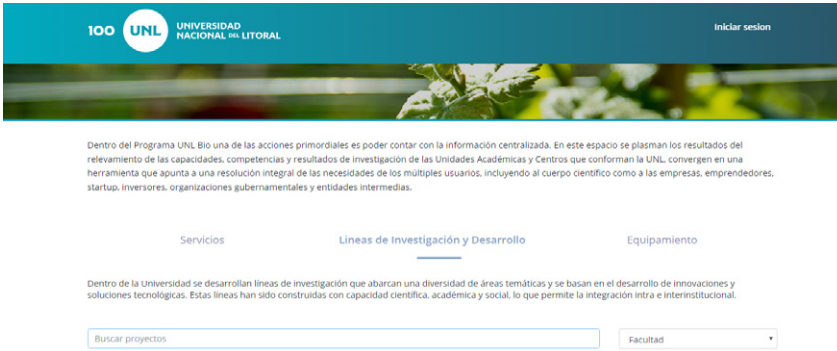 100 UNL UNIVERSIDAD
NACIONAL DEL LITORAL
Iniciar sesion
Dentro del Programa UNL Bio una de las acciones primordiales es poder contar con la información centralizada. En este espacio se plasman los resultados del
relevamiento de las capacidades, competencias y resultados de investigación de las Unidades Académicas y Centros que conforman la UNL, convergen en una
herramienta que apunta a una resolución integral de las necesidades de los múltiples usuarios, incluyendo al cuerpo científico como a las empresas, emprendedores,
startup, inversores, organizaciones gubernamentales y entidades intermedias.
Servicios
Líneas de Investigación y Desarrollo
Equipamiento
Dentro de la Universidad se desarrollan líneas de investigación que abarcan una diversidad de áreas temáticas y se basan en el desarrollo de innovaciones y
soluciones tecnológicas. Estas líneas han sido construidas con capacidad científica, académica y social, lo que permite la integración intra e interinstitucional.
Buscar proyectos
Facultad